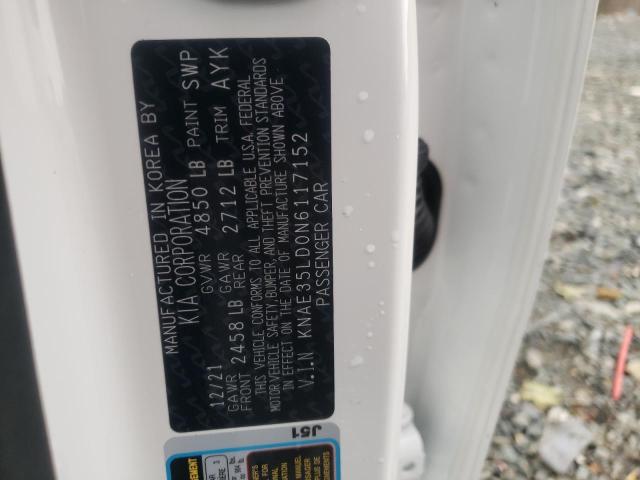 MANUFACTURED IN KOREA BY
KIA CORPORATION
12/21 GVWR 4850 LB PAINT SWP
GAWR GAWR
FRONT 2458 LB REAR 2712 LB TRIM AYK
THIS VEHICLE CONFORMS TO ALL APPLICABLE U.S.A. FEDERAL
MOTOR VEHICLE SAFETY,BUMPER, AND THEFT PREVENTION STANDARDS
IN EFFECT ON THE DATE OF MANUFACTURE SHOWN ABOVE.
V.I.N KNAE35LD0N6117152
PASSENGER CAR
J51